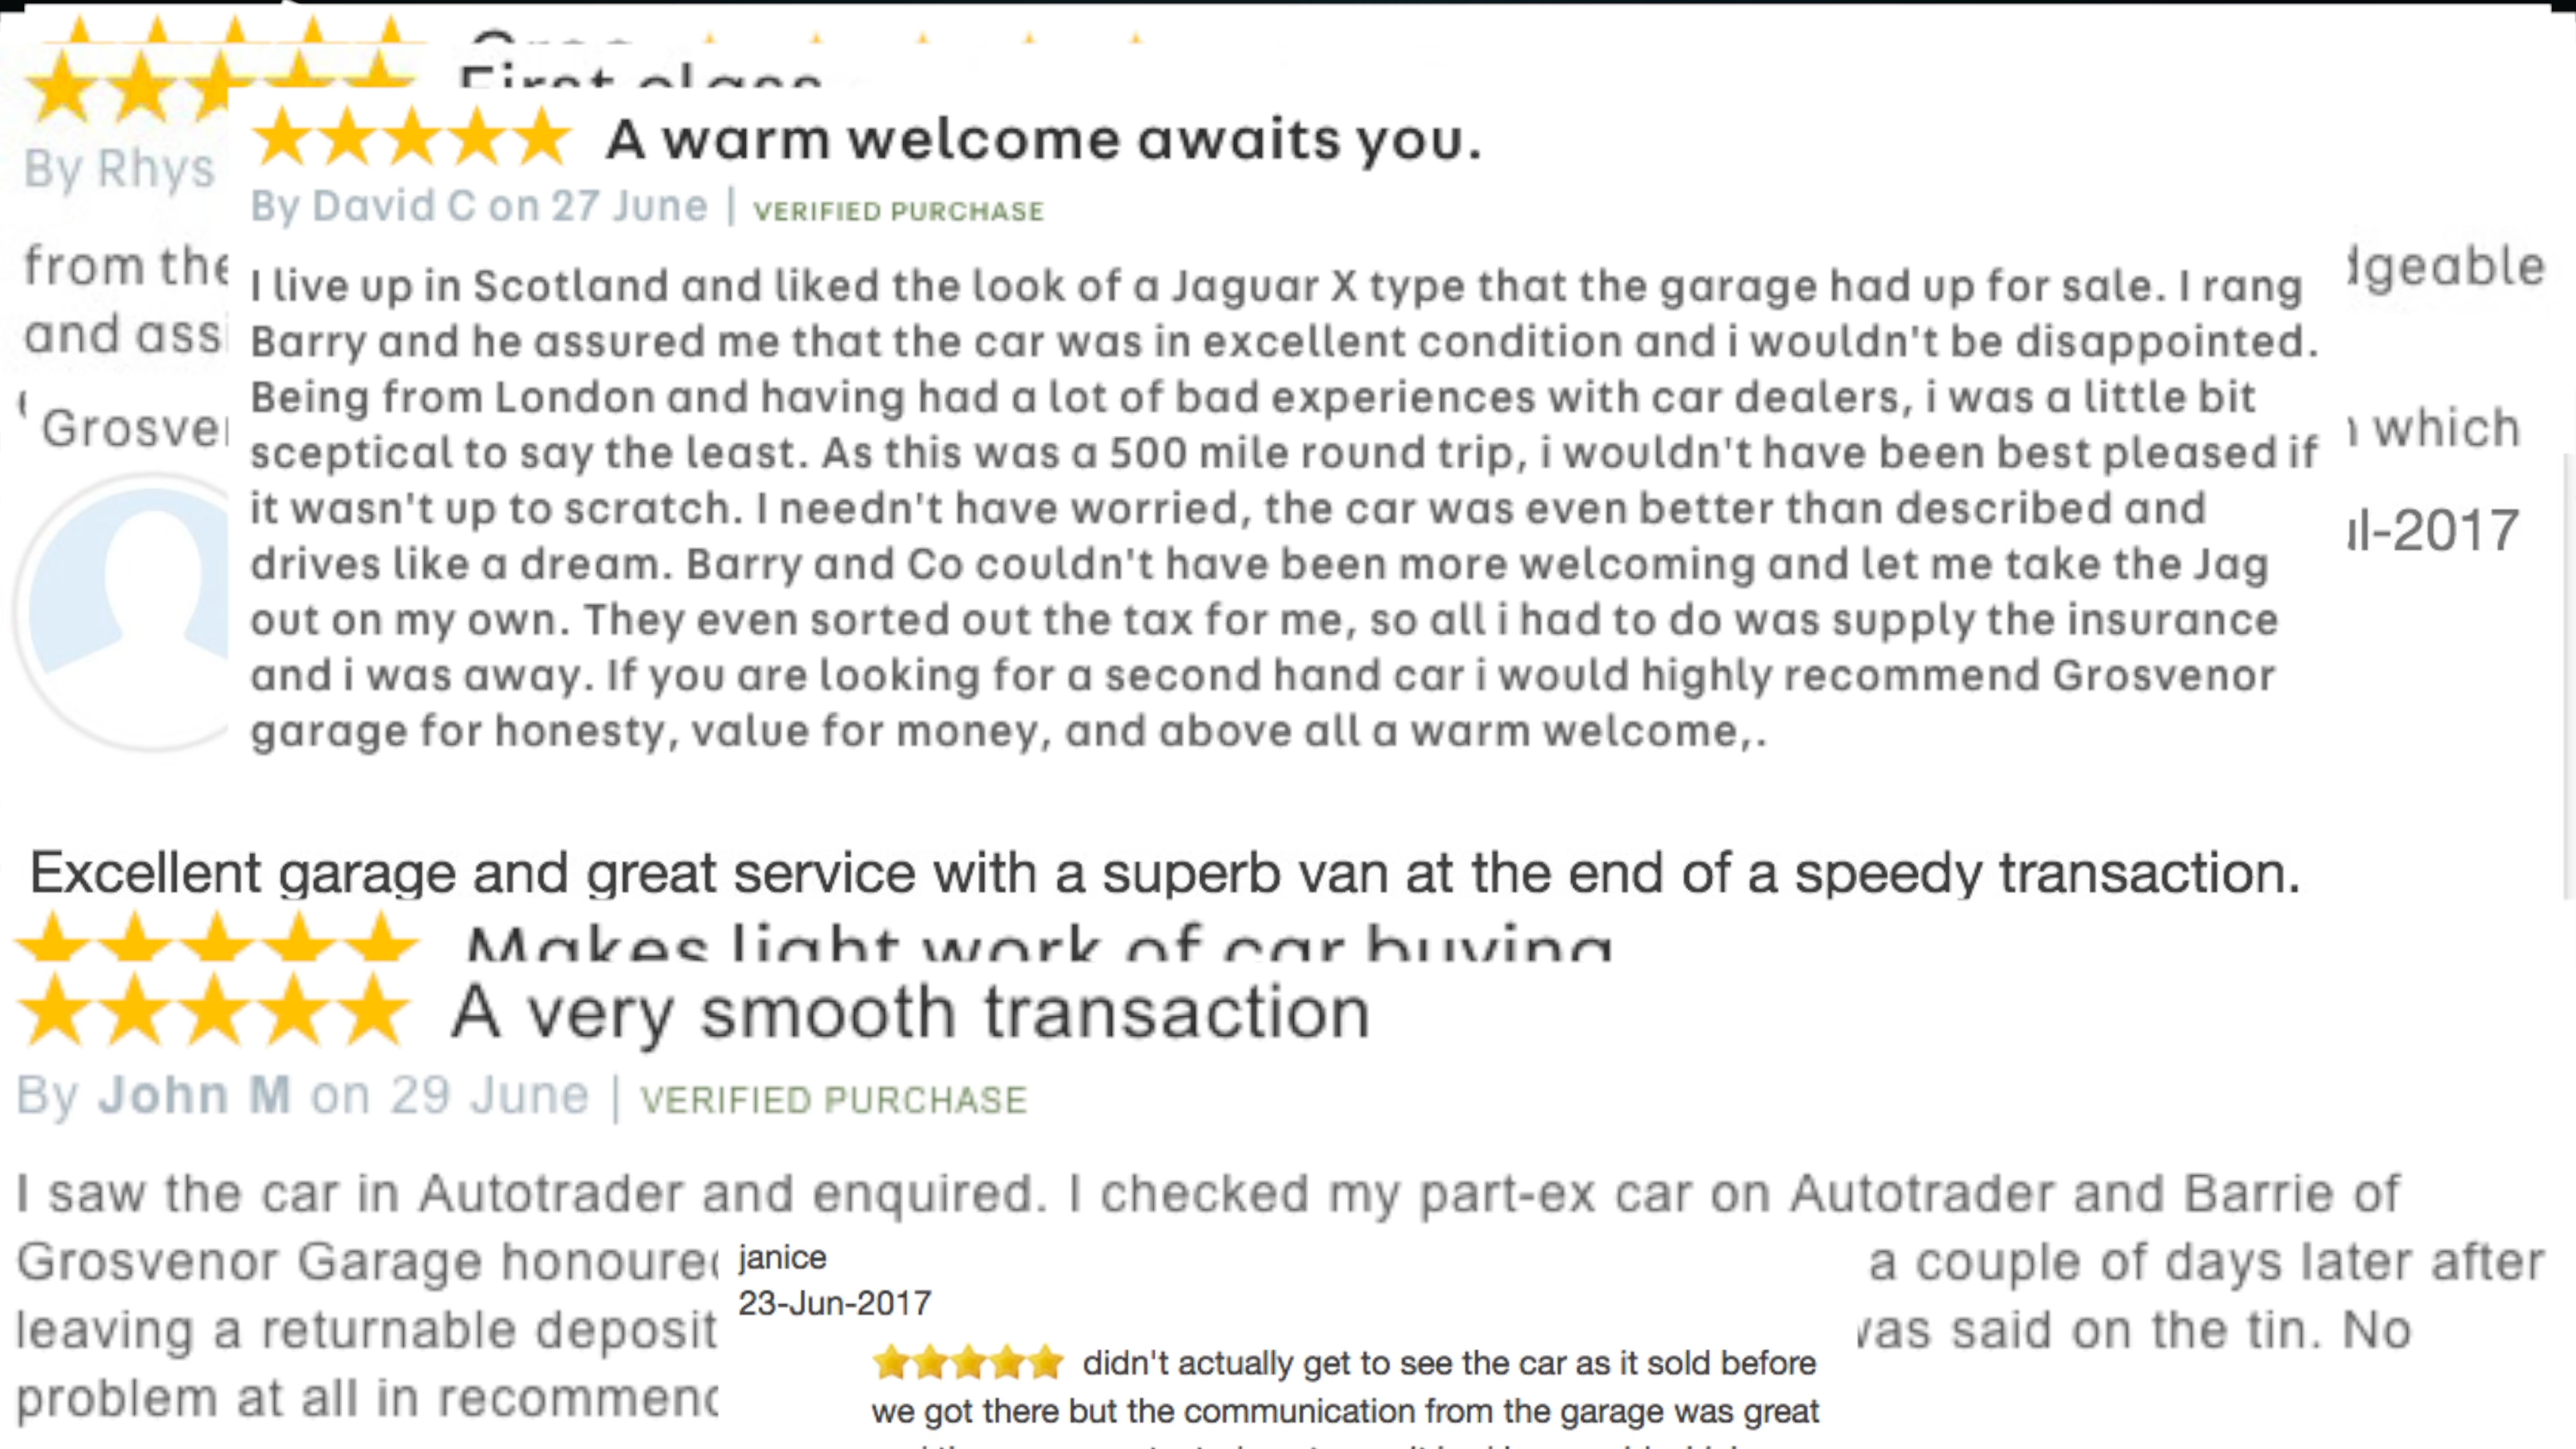 First class
By Rhys
A warm welcome awaits you.
By David C on 27 June | VERIFIED PURCHASE
from the
and
I live up in Scotland and liked the look of a Jaguar X type that the garage had up for sale. I rang
Barry and he assured me that the car was in excellent condition and i wouldn't be disappointed.
Being from London and having had a lot of bad experiences with car dealers, i was a little bit
sceptical to say the least. As this was a 500 mile round trip, i wouldn't have been best pleased if
it wasn't up to scratch. I needn't have worried, the car was even better than described and
drives like a dream. Barry and Co couldn't have been more welcoming and let me take the Jag
out on my own. They even sorted out the tax for me, so all i had to do was supply the insurance
and i was away. If you are looking for a second hand car i would highly recommend Grosvenor
garage for honesty, value for money, and above all a warm welcome,.
which
-2017
Excellent garage and great service with a superb van at the end of a speedy transaction.
Makes light work of car buying
A very smooth transaction
By John M on 29 June | VERIFIED PURCHASE
I saw the car in Autotrader and enquired. I checked my part-ex car on Autotrader and Barrie of
Grosvenor Garage honoured a couple of days later after
leaving a returnable deposit was said on the tin. No
problem at all in
janice
23-Jun-2017
didn't actually get to see the car as it sold before
we got there but the communication from the garage was great